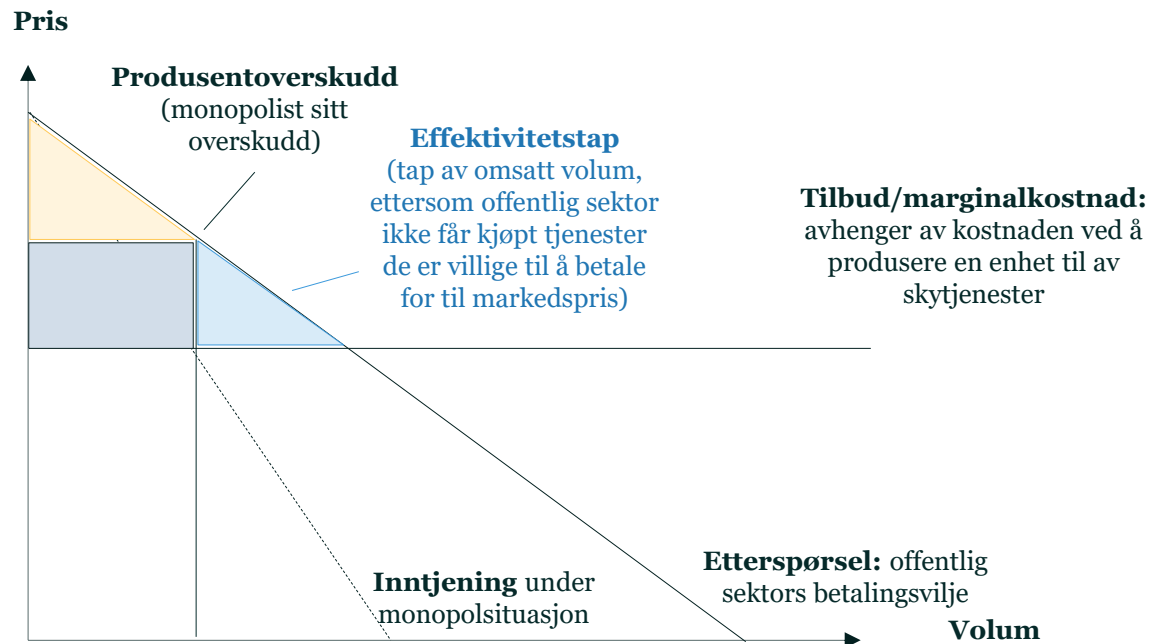 Pris
Produsentoverskudd
(monopolist sitt
overskudd)
Effektivitetstap
(tap av omsatt volum,
ettersom offentlig sektor
ikke får kjøpt tjenester
de er villige til å betale
for til markedspris)
Tilbud/marginalkostnad:
avhenger av kostnaden ved å
produsere en enhet til av
skytjenester
Inntjening under
monopolsituasjon
Etterspørsel: offentlig
sektors betalingsvilje
Volum